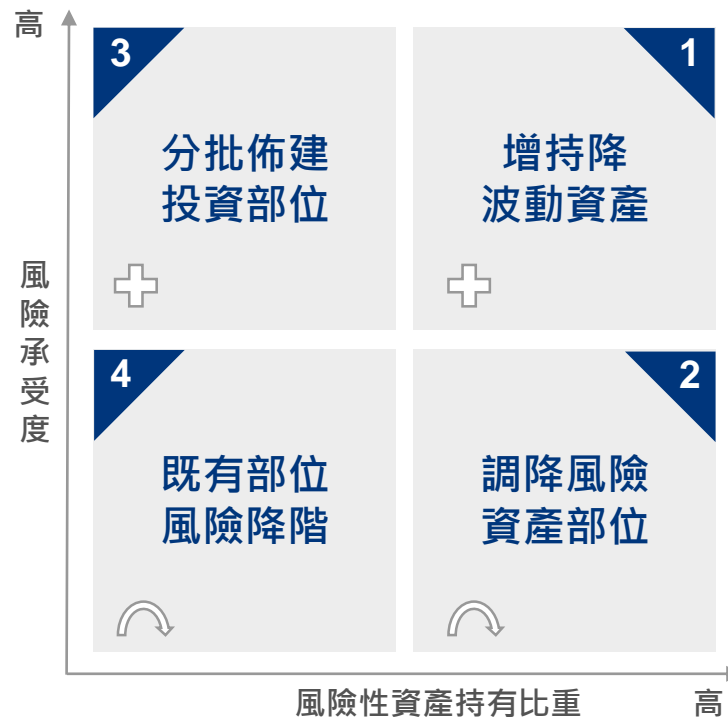 高
3
分批佈建
投資部位
1
增持降
波動資產
風險承受度
4
既有部位
風險降階
2
調降風險
資產部位
風險性資產持有比重
高